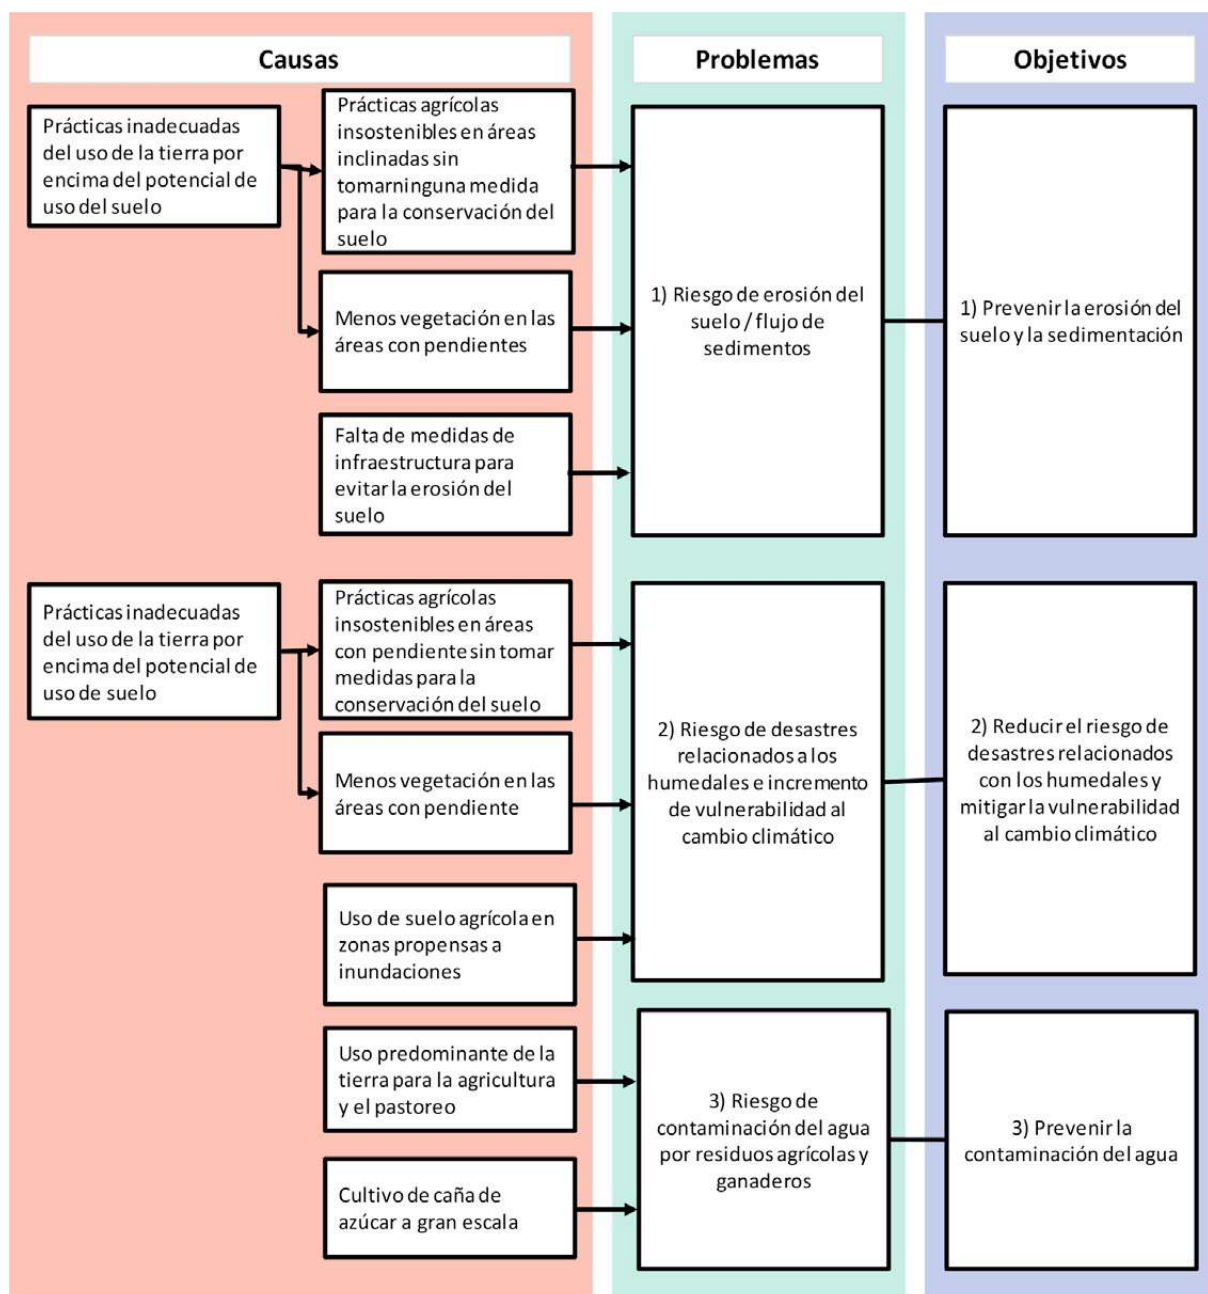 Causas
Problemas
Objetivos
Prácticas inadecuadas
del uso de la tierra por
encima del potencial de
uso del suelo
Prácticas agrícolas
insostenibles en áreas
inclinadas sin
tomarninguna medida
para la conservación del
suelo
Menos vegetación en las
áreas con pendientes
Falta de medidas de
infraestructura para
evitar la erosión del
suelo
1) Riesgo de erosión del
suelo / flujo de
sedimentos
1) Prevenir la erosión del
suelo y la sedimentación
Prácticas inadecuadas
del uso de la tierra por
encima del potencial de
uso de suelo
Prácticas agrícolas
insostenibles en áreas
con pendiente sin tomar
medidas para la
conservación del suelo
Menos vegetación en las
áreas con pendiente
Uso de suelo agrícola en
zonas propensas a
inundaciones
2) Riesgo de desastres
relacionados a los
humedales e incremento
de vulnerabilidad al
cambio climático
2) Reducir el riesgo de
desastres relacionados
con los humedales y
mitigar la vulnerabilidad
al cambio climático
Uso predominante de la
tierra para la agricultura
y el pastoreo
Cultivo de caña de
azúcar a gran escala
3) Riesgo de
contaminación del agua
por residuos agrícolas y
ganaderos
3) Prevenir la
contaminación del agua